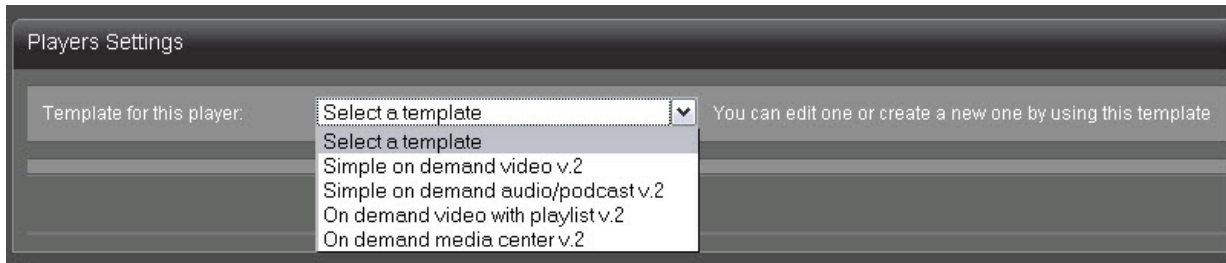 Players Settings
Template for this player: Select a template You can edit one or create a new one by using this template
Select a template
Simple on demand video v.2
Simple on demand audio/podcast v.2
On demand video with playlist v.2
On demand media center v.2